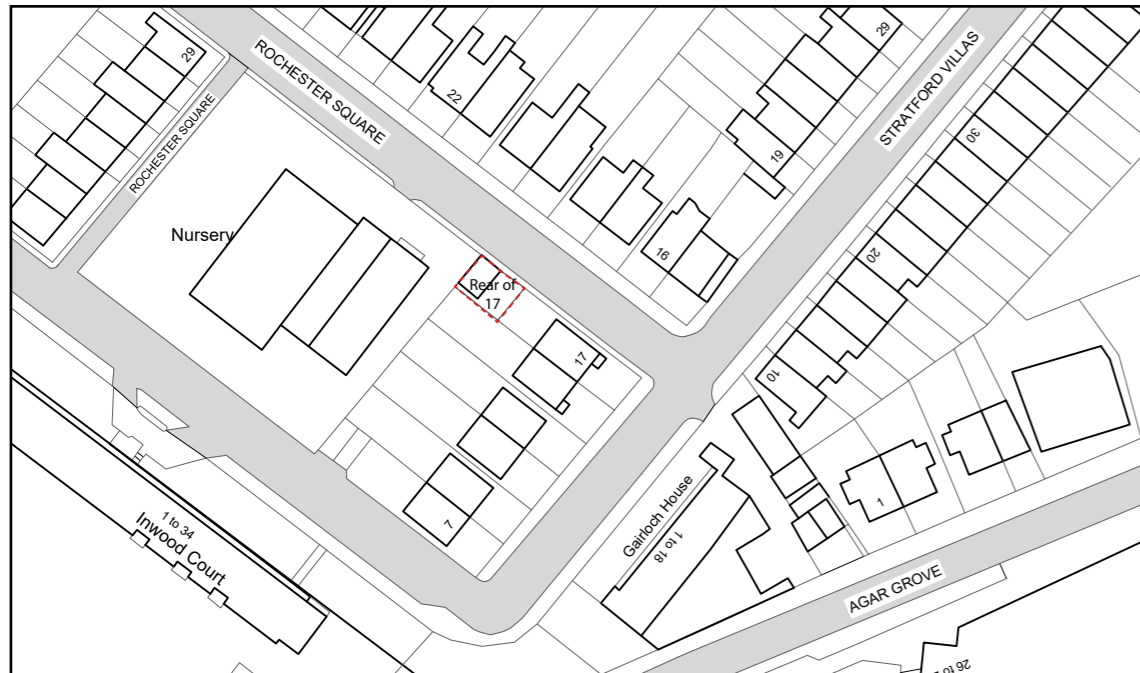 29
ROCHESTER SQUARE
22
29
STRATFORD VILLAS
ROCHESTER SQUARE
30
19
Nursery
16
20
Rear of
17
17
10
7
Gairloch House
1 to 18
1
1 to 34
Inwood Court
AGAR GROVE
26 to